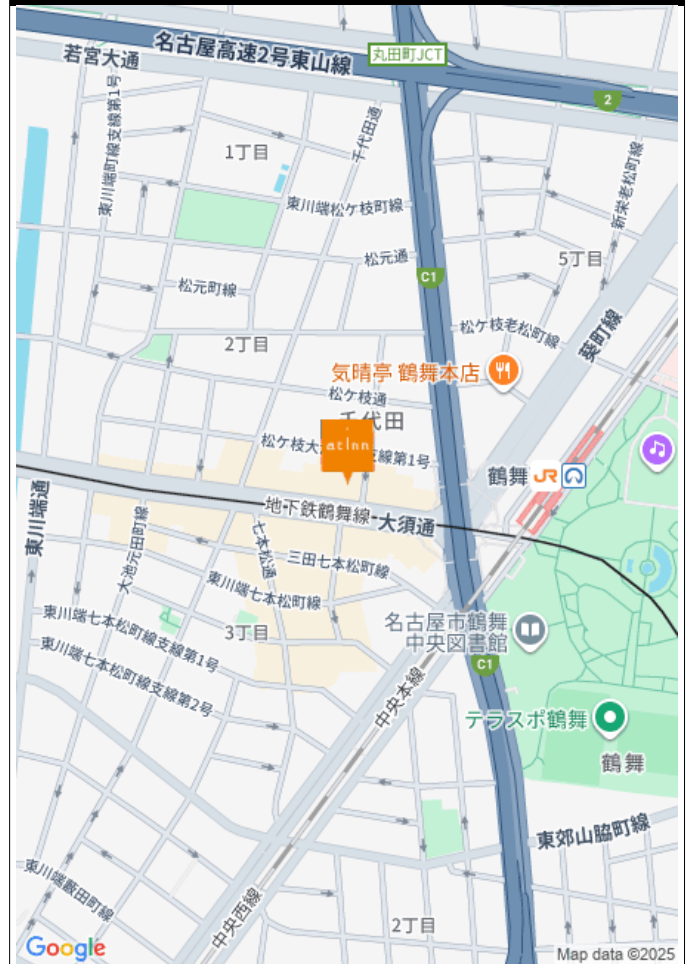 名古屋高速2号東山線
丸田町JCT
若宮大通
2
東川端町線支線第1号
1丁目
千代田通
新栄老松町線
東川端松ケ枝町線
松元通
5丁目
C1
松元町線
松ケ枝老松町線
葵町線
2丁目
気晴亭 鶴舞本店
松ケ枝通
千代田
atinn
松ケ枝大
支線第1号
鶴舞
JR
地下鉄鶴舞線
大須通
東川端通
大池元田町線
七本松通
三田七本松町線
東川端七本松町線
名古屋市鶴舞
中央図書館
3丁目
C1
東川端七本松町線支線第1号
東川端七本松町線支線第2号
中央本線
テラスポ鶴舞
鶴舞
東郊山脇町線
東川端飯田町線
中央西線
2丁目
Google
Map data ©2025